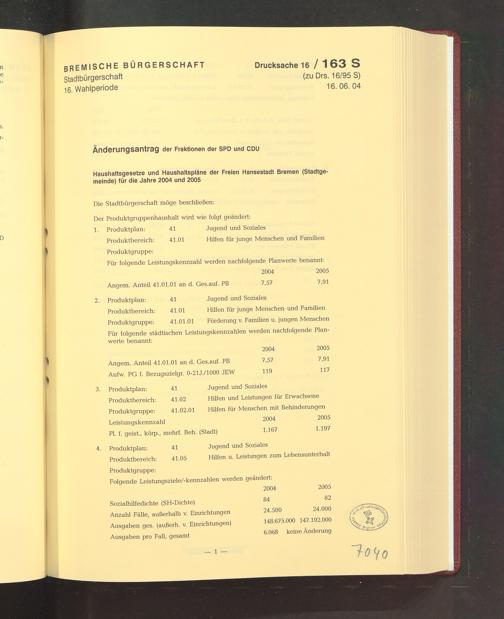 BREMISCHE BÜRGERSCHAFT
Stadtbürgerschaft
16. Wahlperiode
Drucksache 16 / 163 S
(zu Drs. 16/95 S)
16. 06. 04
Änderungsantrag der Fraktionen der SPD und CDU
Haushaltsgesetze und Haushaltspläne der Freien Hansestadt Bremen (Stadtge-
meinde) für die Jahre 2004 und 2005
Die Stadtbürgerschaft möge beschließen:
Der Produktgruppenhaushalt wird wie folgt geändert:
1. Produktplan: 41 Jugend und Soziales
Produktbereich: 41.01 Hilfen für junge Menschen und Familien
Produktgruppe:
Für folgende Leistungskennzahl werden nachfolgende Planwerte benannt:
2004 2005
Angem. Anteil 41.01.01 an d. Ges.auf. PB 7,57 7,91
2. Produktplan: 41 Jugend und Soziales
Produktbereich: 41.01 Hilfen für junge Menschen und Familien
Produktgruppe: 41.01.01 Förderung v. Familien u. jungen Menschen
Für folgende städtischen Leistungskennzahlen werden nachfolgende Plan-
werte benannt:
2004 2005
Angem. Anteil 41.01.01 an d. Ges.auf. PB 7,57 7,91
Aufw. PG f. Bezugszielgr. 0-21J./1000 JEW 119 117
3. Produktplan: 41 Jugend und Soziales
Produktbereich: 41.02 Hilfen und Leistungen für Erwachsene
Produktgruppe: 41.02.01 Hilfen für Menschen mit Behinderungen
Leistungskennzahl 2004 2005
Pl. f. geist., körp., mehrf. Beh. (Stadt) 1.167 1.197
4. Produktplan: 41 Jugend und Soziales
Produktbereich: 41.05 Hilfen u. Leistungen zum Lebensunterhalt
Produktgruppe:
Folgende Leistungsziele/-kennzahlen werden geändert:
2004 2005
Sozialhilfedichte (SH-Dichte) 84 82
Anzahl Fälle, außerhalb v. Einrichtungen 24.500 24.000
Ausgaben ges. (außerh. v. Einrichtungen) 148.675.000 147.192.000
Ausgaben pro Fall, gesamt 6.068 keine Änderung
— 1 —
7040